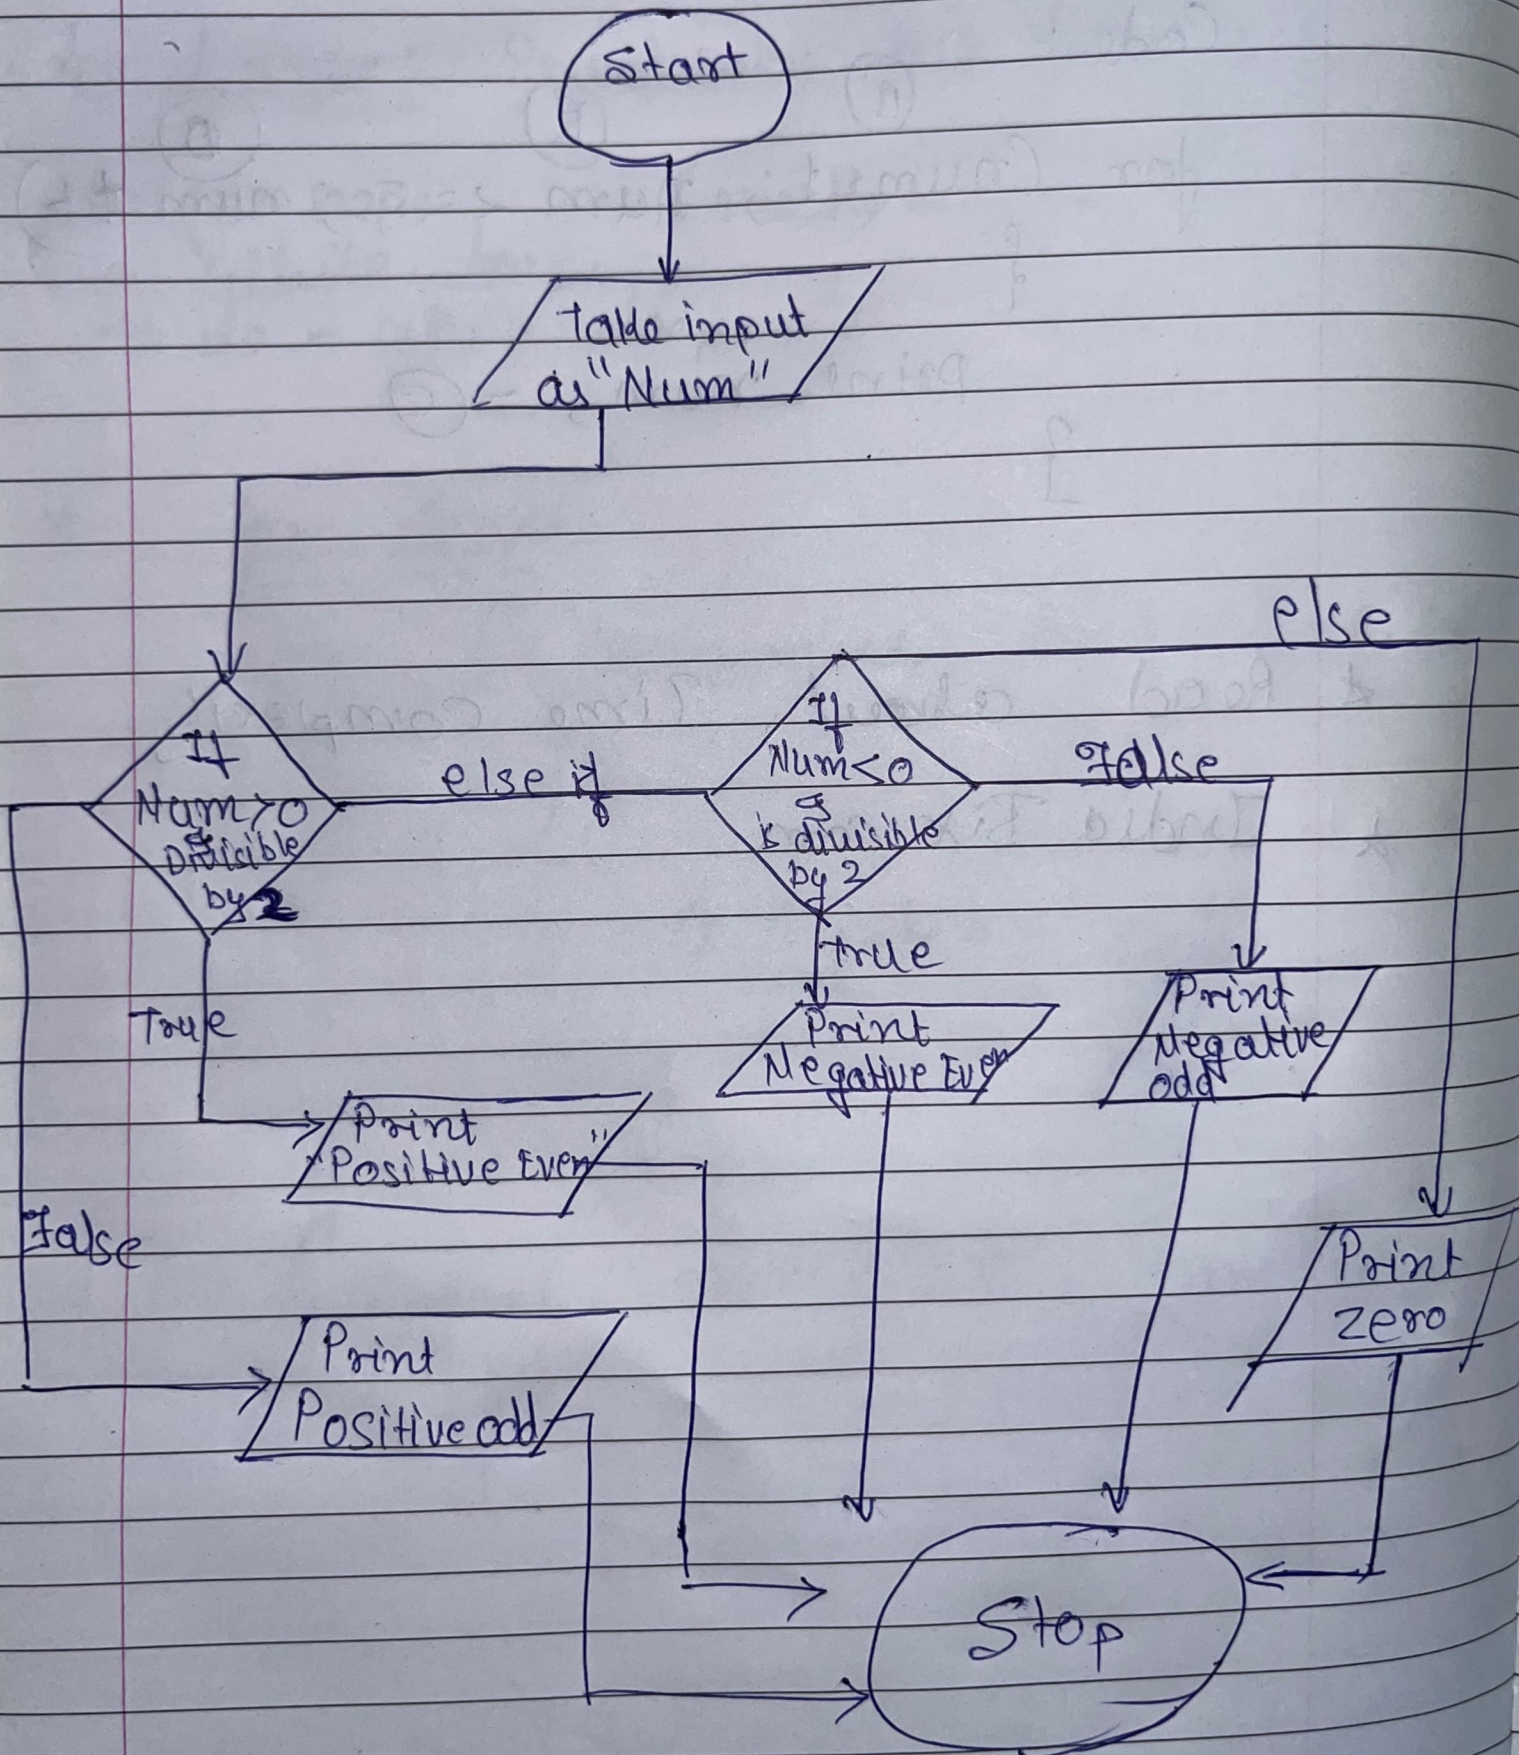 Start
Take input
as "Num"
else
If
Num>0
&
Divisible
by 2
else if
If
Num<0
&
is divisible
by 2
False
True
True
Print
Negative Even
Print
Negative
odd
Print
"Positive Even"
False
Print
zero
Print
Positive odd
Stop